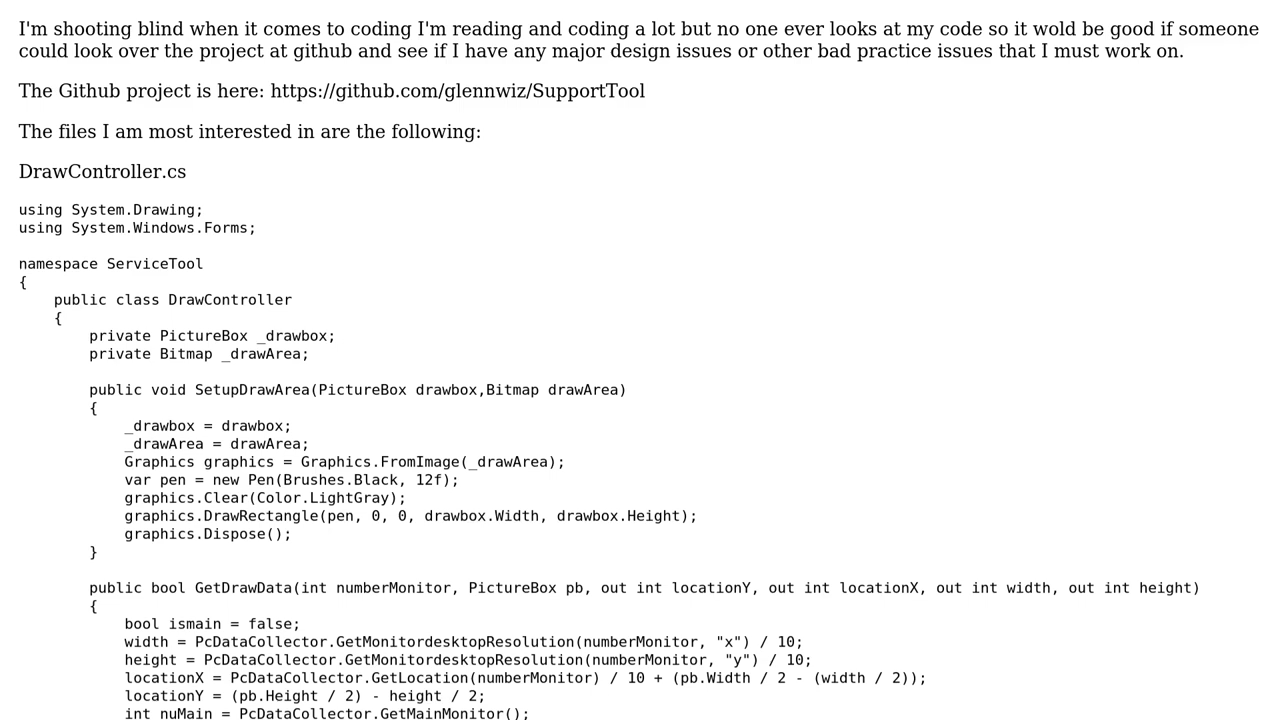 I'm shooting blind when it comes to coding I'm reading and coding a lot but no one ever looks at my code so it wold be good if someone
could look over the project at github and see if I have any major design issues or other bad practice issues that I must work on.
The Github project is here: https://github.com/glennwiz/SupportTool
The files I am most interested in are the following:
DrawController.cs
using System.Drawing;
using System.Windows.Forms;
namespace ServiceTool
{
    public class DrawController
    {
        private PictureBox _drawbox;
        private Bitmap _drawArea;
        public void SetupDrawArea(PictureBox drawbox,Bitmap drawArea)
        {
            _drawbox = drawbox;
            _drawArea = drawArea;
            Graphics graphics = Graphics.FromImage(_drawArea);
            var pen = new Pen(Brushes.Black, 12f);
            graphics.Clear(Color.LightGray);
            graphics.DrawRectangle(pen, 0, 0, drawbox.Width, drawbox.Height);
            graphics.Dispose();
        }
        public bool GetDrawData(int numberMonitor, PictureBox pb, out int locationY, out int locationX, out int width, out int height)
        {
            bool ismain = false;
            width = PcDataCollector.GetMonitordesktopResolution(numberMonitor, "x") / 10;
            height = PcDataCollector.GetMonitordesktopResolution(numberMonitor, "y") / 10;
            locationX = PcDataCollector.GetLocation(numberMonitor) / 10 + (pb.Width / 2 - (width / 2));
            locationY = (pb.Height / 2) - height / 2;
            int nuMain = PcDataCollector.GetMainMonitor();